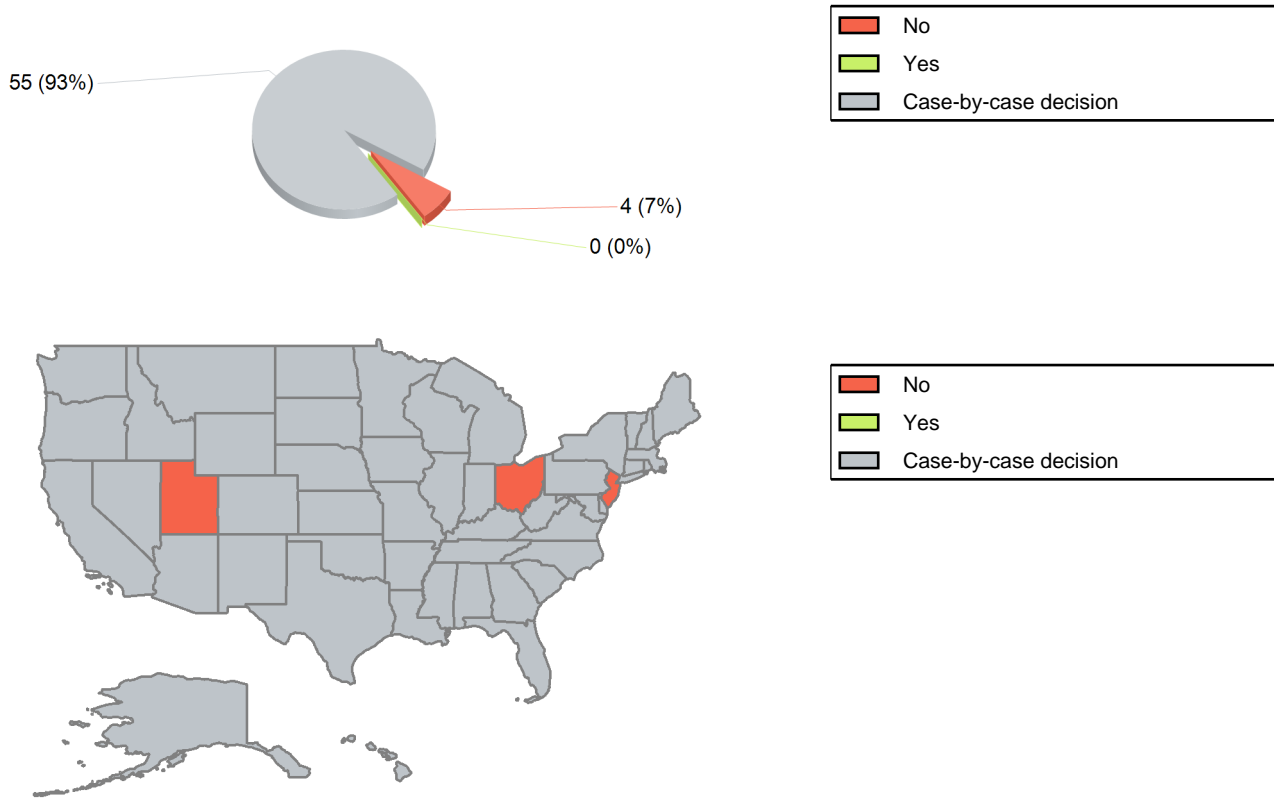 No
Yes
Case-by-case decision
55 (93%)
4 (7%)
0 (0%)
No
Yes
Case-by-case decision